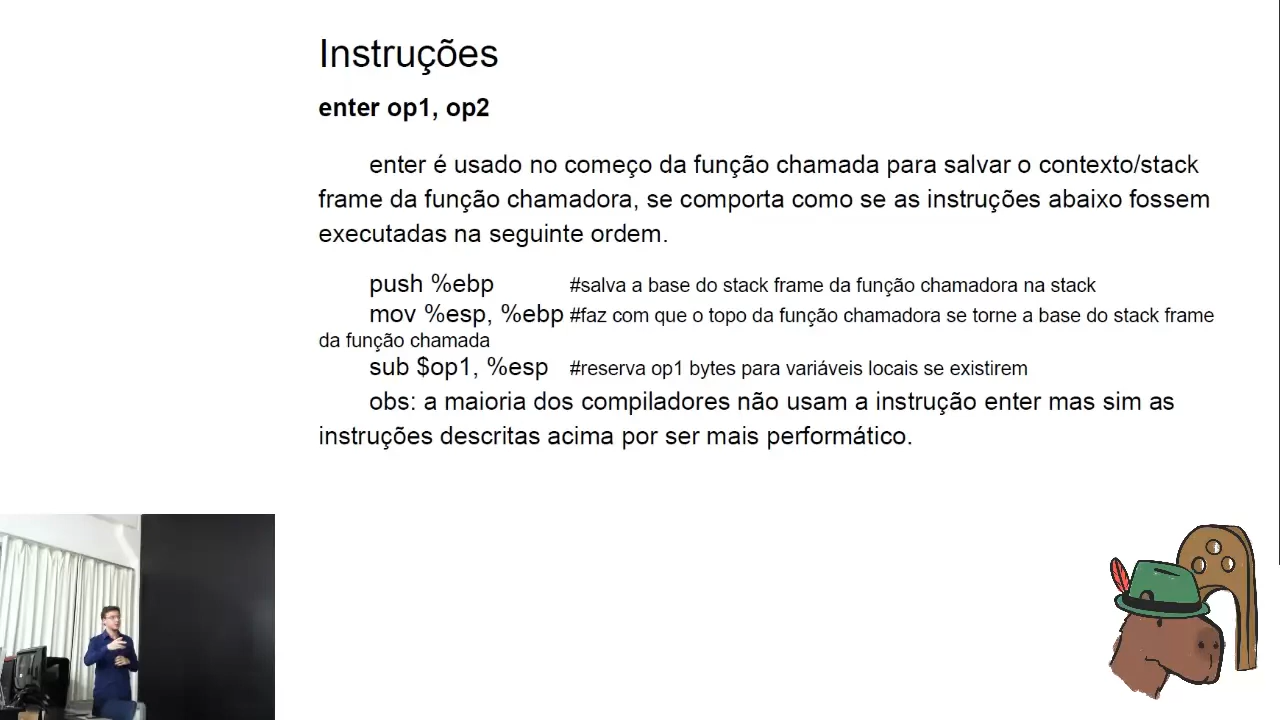 Instruções
enter op1, op2
enter é usado no começo da função chamada para salvar o contexto/stack
frame da função chamadora, se comporta como se as instruções abaixo fossem
executadas na seguinte ordem.
push %ebp #salva a base do stack frame da função chamadora na stack
mov %esp, %ebp #faz com que o topo da função chamadora se torne a base do stack frame
da função chamada
sub $op1, %esp #reserva op1 bytes para variáveis locais se existirem
obs: a maioria dos compiladores não usam a instrução enter mas sim as
instruções descritas acima por ser mais performático.